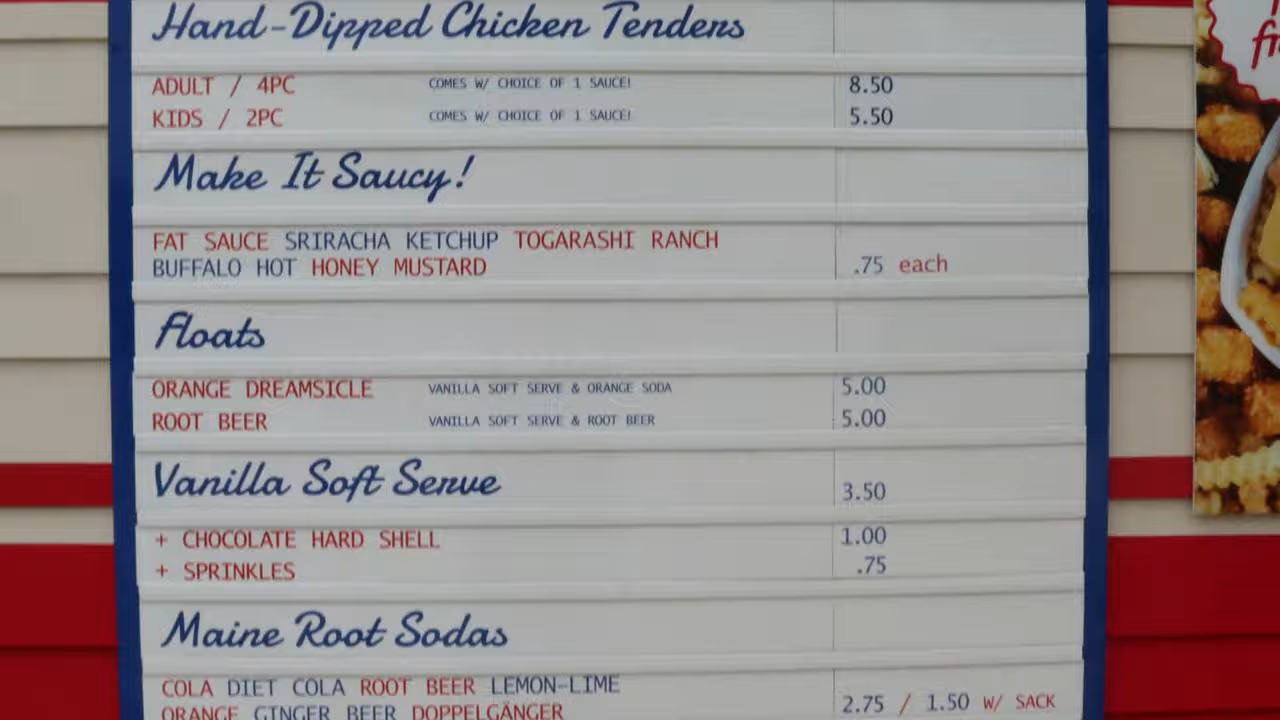 Hand-Dipped Chicken Tenders
ADULT / 4PC COMES W/ CHOICE OF 1 SAUCE! 8.50
KIDS / 2PC COMES W/ CHOICE OF 1 SAUCE! 5.50
Make It Saucy!
FAT SAUCE SRIRACHA KETCHUP TOGARASHI RANCH
BUFFALO HOT HONEY MUSTARD .75 each
Floats
ORANGE DREAMSICLE VANILLA SOFT SERVE & ORANGE SODA 5.00
ROOT BEER VANILLA SOFT SERVE & ROOT BEER 5.00
Vanilla Soft Serve 3.50
+ CHOCOLATE HARD SHELL 1.00
+ SPRINKLES .75
Maine Root Sodas
COLA DIET COLA ROOT BEER LEMON-LIME
ORANGE GINGER BEER DOPPELGÄNGER 2.75 / 1.50 W/ SACK